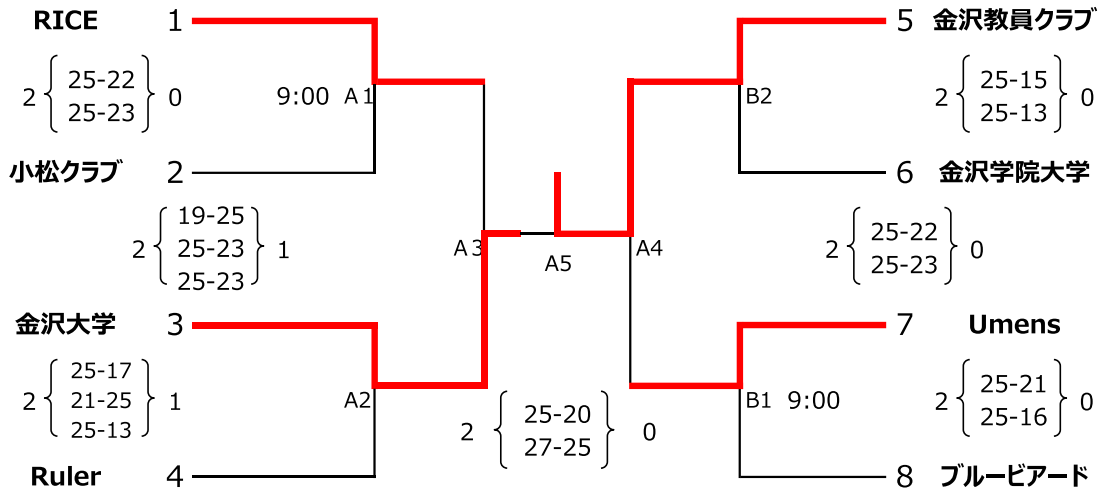 RICE 1
2 25-22 0
25-23
9:00 A1
小松クラブ 2
2 19-25 1
25-23
25-23
A3
金沢大学 3
2 25-17 1
21-25
25-13
A2
Ruler 4
A5
2 25-20 0
27-25
5 金沢教員クラブ
2 25-15 0
25-13
B2
6 金沢学院大学
A4
2 25-22 0
25-23
7 Umens
B1 9:00
2 25-21 0
25-16
8 ブルービアード